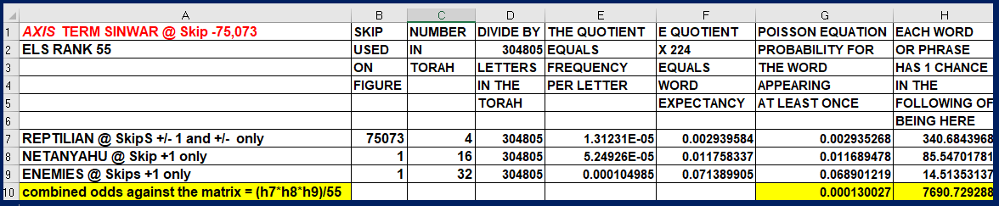 A B C D E F G H
1 AXIS TERM SINWAR @ Skip -75,073 SKIP NUMBER DIVIDE BY THE QUOTIENT E QUOTIENT POISSON EQUATION EACH WORD
2 ELS RANK 55 USED IN 304805 EQUALS X 224 PROBABILITY FOR OR PHRASE
3 ON TORAH LETTERS FREQUENCY EQUALS THE WORD HAS 1 CHANCE
4 FIGURE IN THE PER LETTER WORD APPEARING IN THE
5 TORAH EXPECTANCY AT LEAST ONCE FOLLOWING OF
6 BEING HERE
7 REPTILIAN @ SkipS +/- 1 and +/- only 75073 4 304805 1.31231E-05 0.002939584 0.002935268 340.6843968
8 NETANYAHU @ Skip +1 only 1 16 304805 5.24926E-05 0.011758337 0.011689478 85.54701781
9 ENEMIES @ Skips +1 only 1 32 304805 0.000104985 0.071389905 0.068901219 14.51353137
10 combined odds against the matrix = (h7*h8*h9)/55 0.000130027 7690.729288